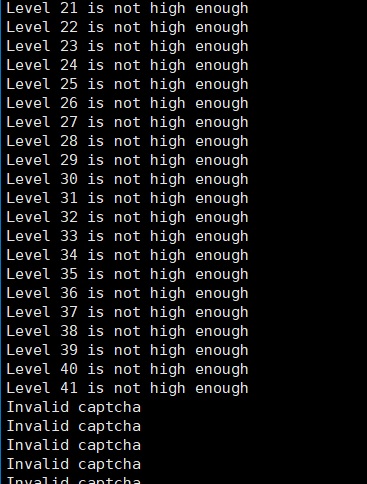 Level 21 is not high enough
Level 22 is not high enough
Level 23 is not high enough
Level 24 is not high enough
Level 25 is not high enough
Level 26 is not high enough
Level 27 is not high enough
Level 28 is not high enough
Level 29 is not high enough
Level 30 is not high enough
Level 31 is not high enough
Level 32 is not high enough
Level 33 is not high enough
Level 34 is not high enough
Level 35 is not high enough
Level 36 is not high enough
Level 37 is not high enough
Level 38 is not high enough
Level 39 is not high enough
Level 40 is not high enough
Level 41 is not high enough
Invalid captcha
Invalid captcha
Invalid captcha
Invalid captcha
Invalid captcha